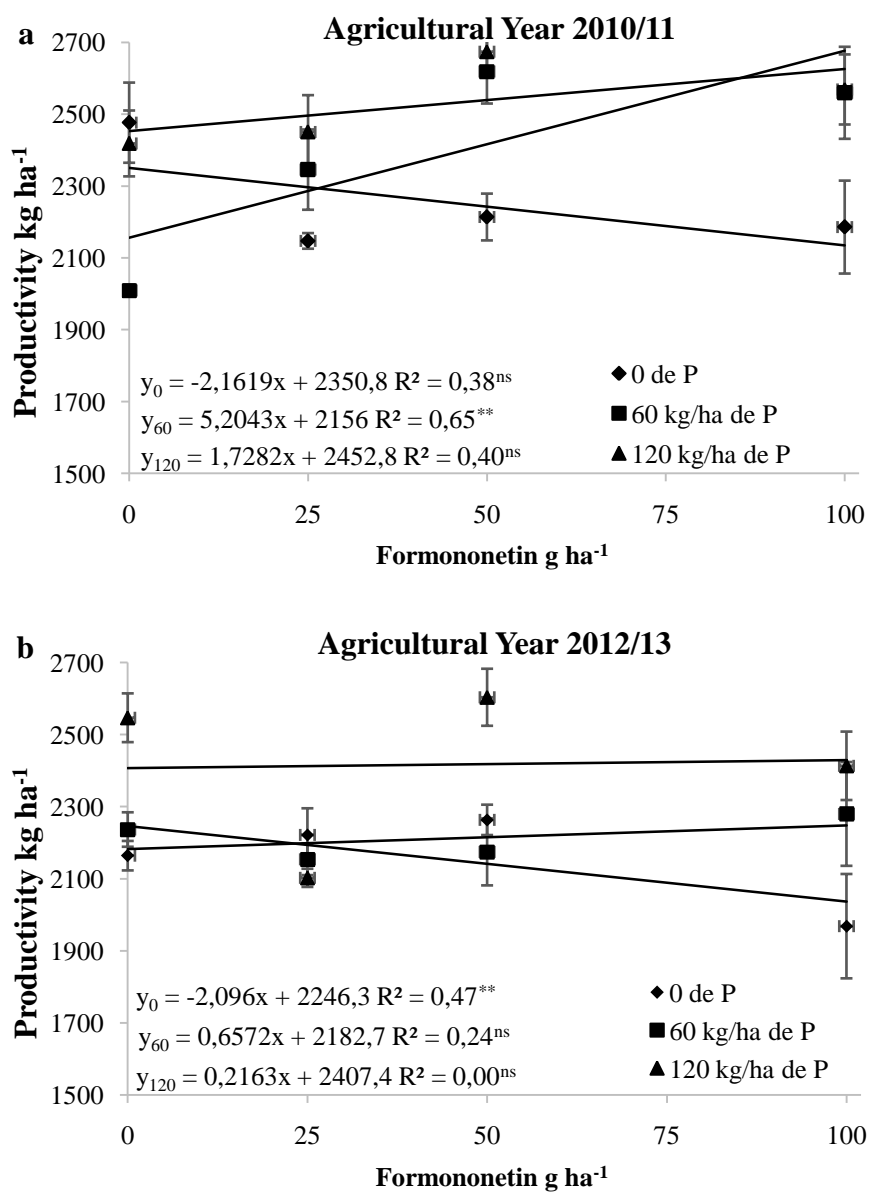 a
Agricultural Year 2010/11
Productivity kg ha⁻¹
2700
2500
2300
2100
1900
1700
1500
y₀ = -2,1619x + 2350,8 R² = 0,38ⁿˢ
y₆₀ = 5,2043x + 2156 R² = 0,65**
y₁₂₀ = 1,7282x + 2452,8 R² = 0,40ⁿˢ
0 de P
60 kg/ha de P
120 kg/ha de P
0 25 50 75 100
Formononetin g ha⁻¹
b
Agricultural Year 2012/13
Productivity kg ha⁻¹
2700
2500
2300
2100
1900
1700
1500
y₀ = -2,096x + 2246,3 R² = 0,47**
y₆₀ = 0,6572x + 2182,7 R² = 0,24ⁿˢ
y₁₂₀ = 0,2163x + 2407,4 R² = 0,00ⁿˢ
0 de P
60 kg/ha de P
120 kg/ha de P
0 25 50 75 100
Formononetin g ha⁻¹